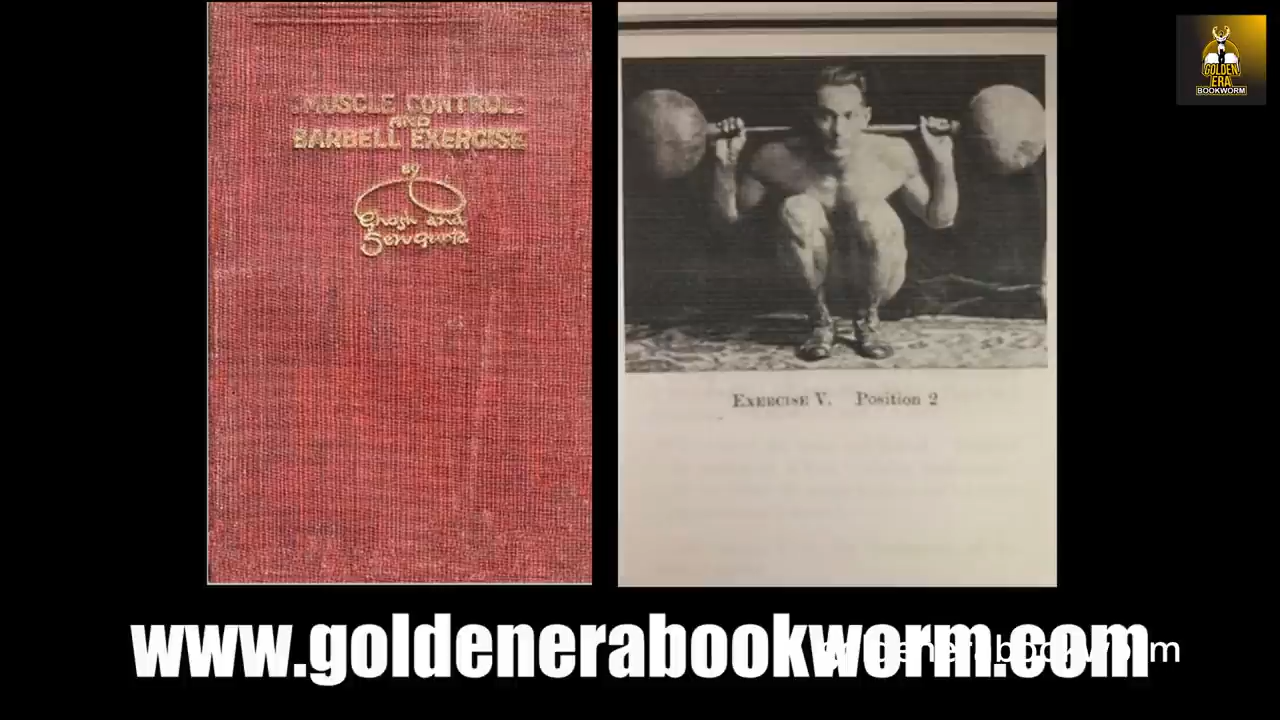 MUSCLE CONTROL
AND
BARBELL EXERCISE
BY
Ghosh and
Sengupta
EXERCISE V. Position 2
GOLDEN
ERA
BOOKWORM
www.goldenerabookworm.com